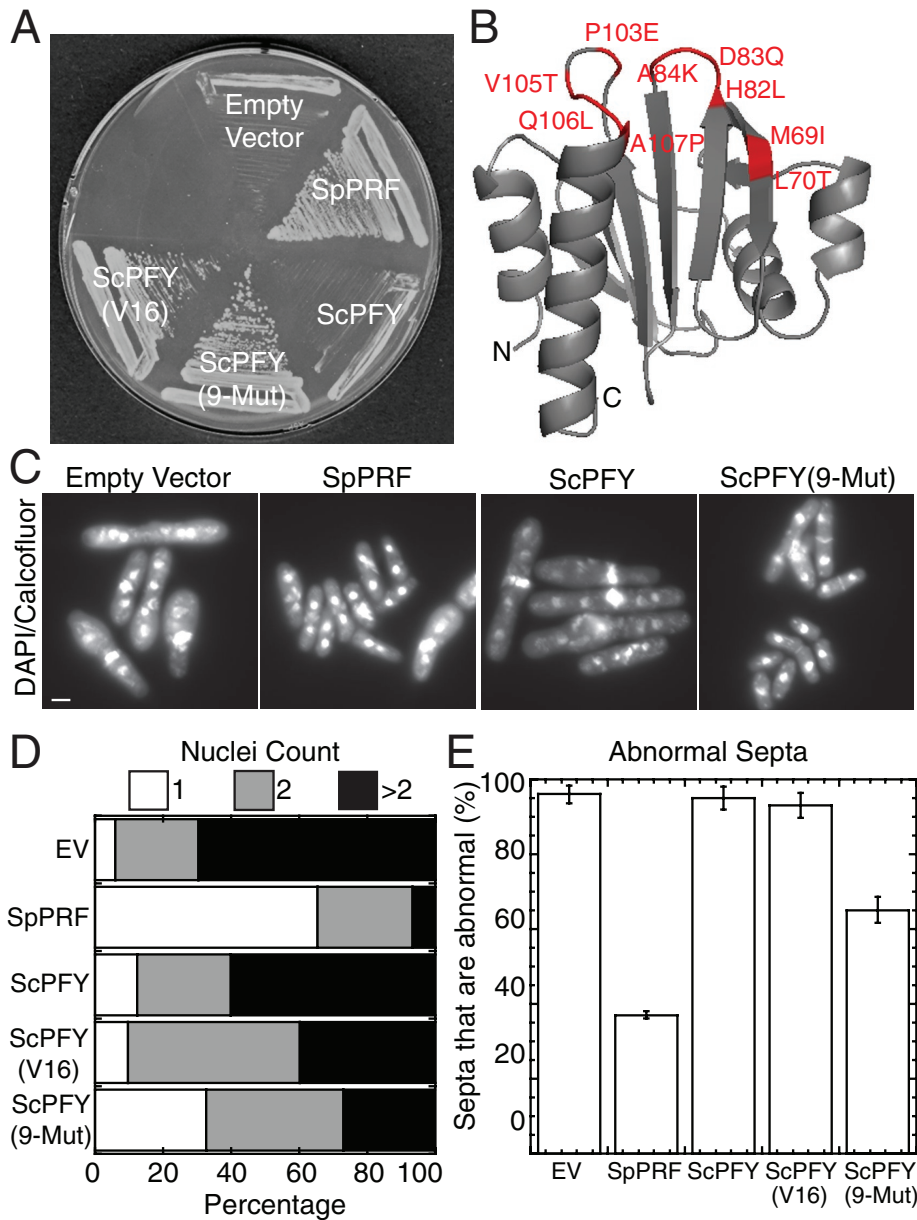 A
Empty
Vector
SpPRF
ScPFY
ScPFY
(9-Mut)
ScPFY
(V16)
B
P103E
D83Q
A84K
V105T
H82L
Q106L
M69I
A107P
L70T
N
C
C
Empty Vector
SpPRF
ScPFY
ScPFY(9-Mut)
DAPI/Calcofluor
D
Nuclei Count
1
2
>2
EV
SpPRF
ScPFY
ScPFY
(V16)
ScPFY
(9-Mut)
0
20
40
60
80
100
Percentage
E
Abnormal Septa
Septa that are abnormal (%)
100
80
60
40
20
0
EV
SpPRF
ScPFY
ScPFY
(V16)
ScPFY
(9-Mut)